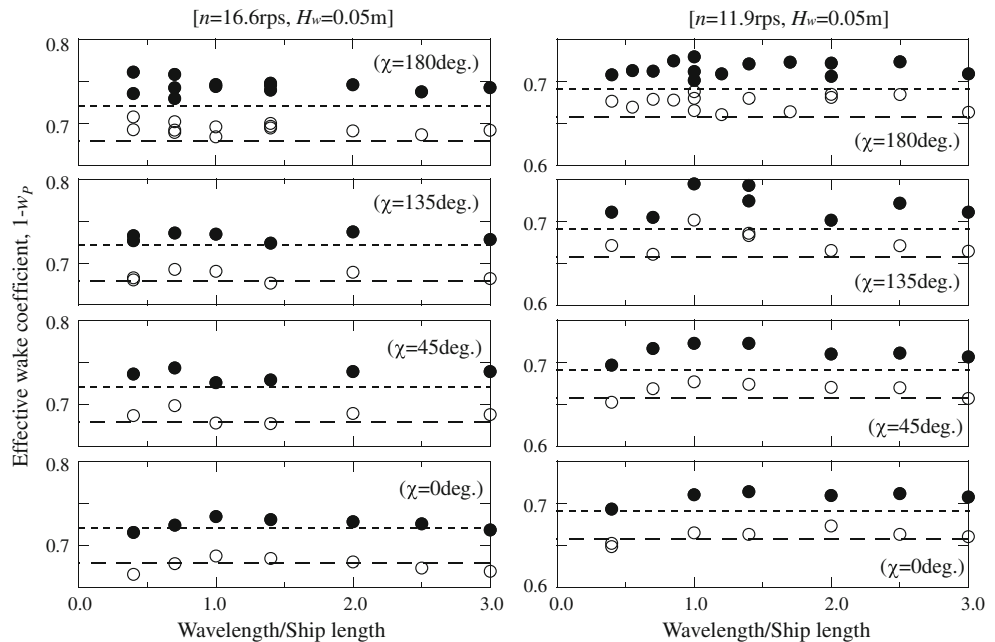 [n=16.6rps, H_w=0.05m]
[n=11.9rps, H_w=0.05m]
Effective wake coefficient, 1-w_P
0.8
(χ=180deg.)
0.7
0.8
(χ=135deg.)
0.7
0.8
(χ=45deg.)
0.7
0.8
(χ=0deg.)
0.7
0.0 1.0 2.0 3.0
Wavelength/Ship length
0.7
0.6
(χ=180deg.)
0.7
0.6
(χ=135deg.)
0.7
0.6
(χ=45deg.)
0.7
0.6
(χ=0deg.)
0.0 1.0 2.0 3.0
Wavelength/Ship length